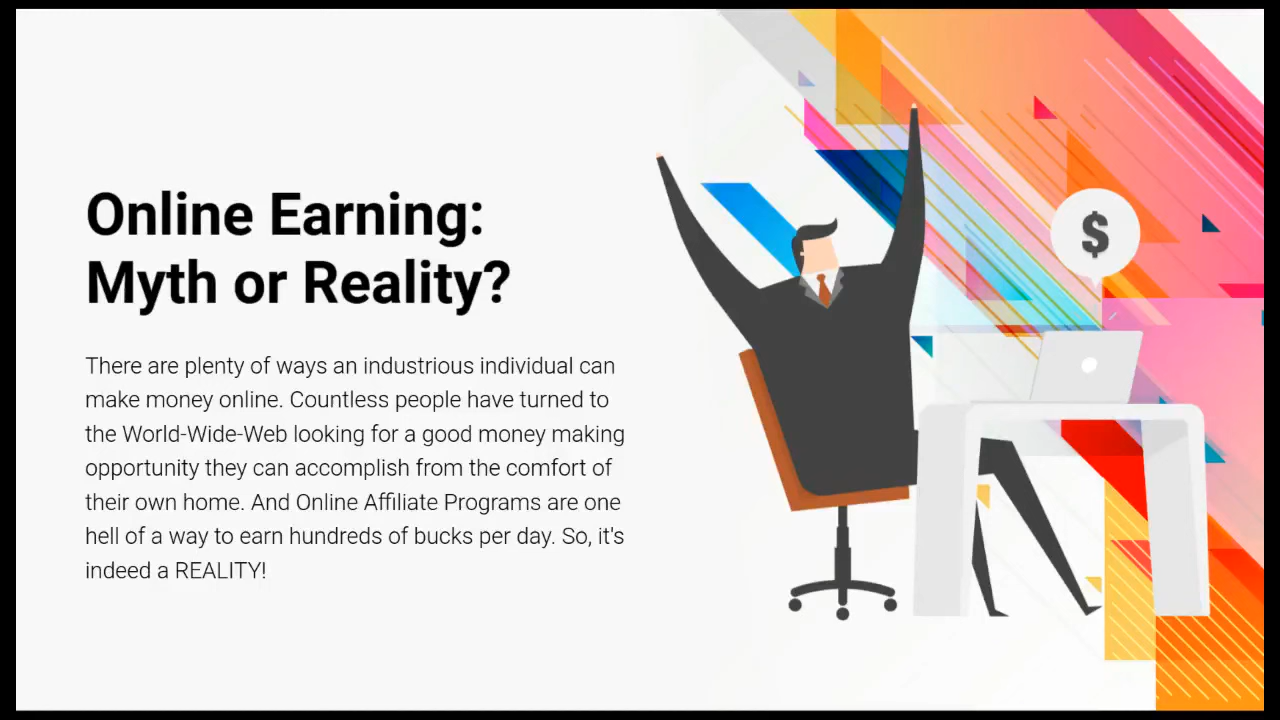 Online Earning:
Myth or Reality?
There are plenty of ways an industrious individual can
make money online. Countless people have turned to
the World-Wide-Web looking for a good money making
opportunity they can accomplish from the comfort of
their own home. And Online Affiliate Programs are one
hell of a way to earn hundreds of bucks per day. So, it's
indeed a REALITY!
$